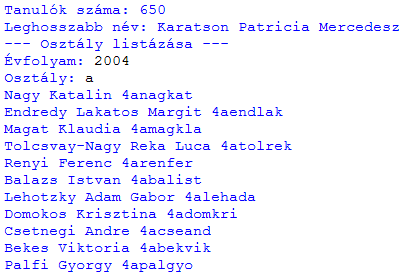 Tanulók száma: 650
Leghosszabb név: Karatson Patricia Mercedesz
--- Osztály listázása ---
Évfolyam: 2004
Osztály: a
Nagy Katalin 4anagkat
Endredy Lakatos Margit 4aendlak
Magat Klaudia 4amagkla
Tolcsvay-Nagy Reka Luca 4atolrek
Renyi Ferenc 4arenfer
Balazs Istvan 4abalist
Lehotzky Adam Gabor 4alehada
Domokos Krisztina 4adomkri
Csetnegi Andre 4acseand
Bekes Viktoria 4abekvik
Palfi Gyorgy 4apalgyo